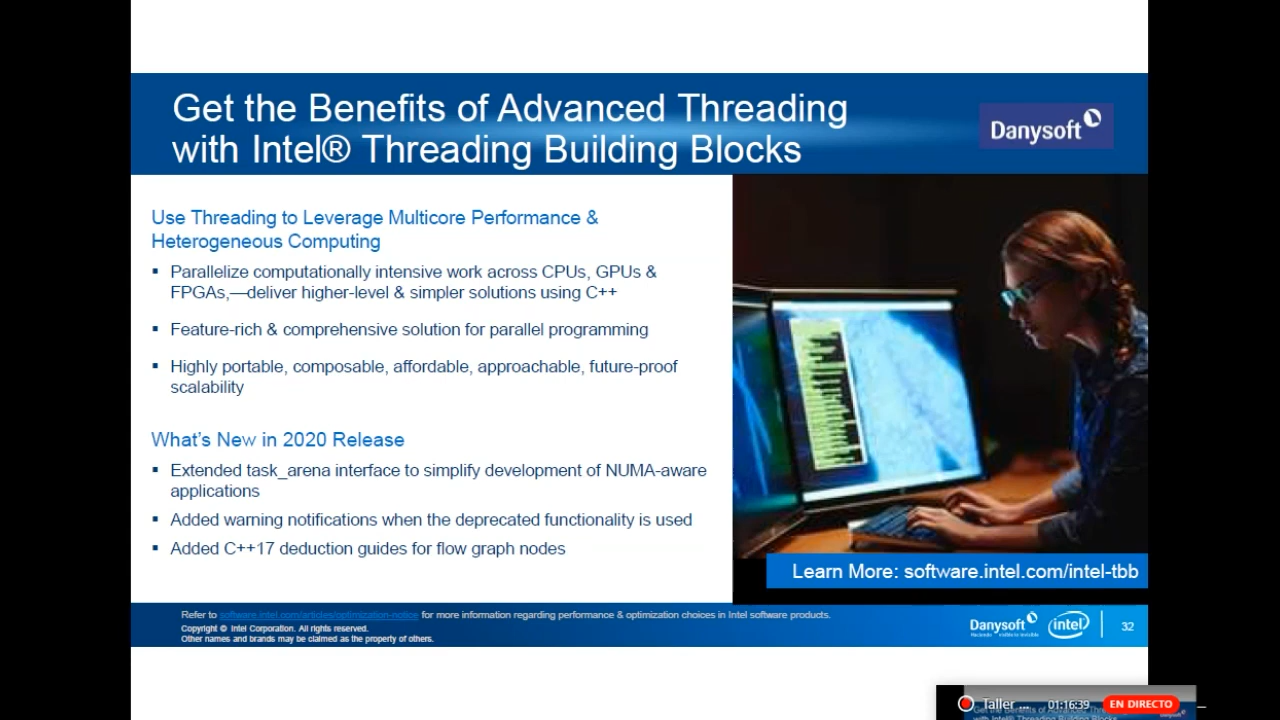 Get the Benefits of Advanced Threading
with Intel® Threading Building Blocks
Danysoft
Use Threading to Leverage Multicore Performance &
Heterogeneous Computing
▪ Parallelize computationally intensive work across CPUs, GPUs &
FPGAs,—deliver higher-level & simpler solutions using C++
▪ Feature-rich & comprehensive solution for parallel programming
▪ Highly portable, composable, affordable, approachable, future-proof
scalability
What's New in 2020 Release
▪ Extended task_arena interface to simplify development of NUMA-aware
applications
▪ Added warning notifications when the deprecated functionality is used
▪ Added C++17 deduction guides for flow graph nodes
Learn More: software.intel.com/intel-tbb
Refer to software.intel.com/articles/optimization-notice for more information regarding performance & optimization choices in Intel software products.
Copyright © Intel Corporation. All rights reserved.
Other names and brands may be claimed as the property of others.
Danysoft
intel
32
Taller ...
01:16:39
EN DIRECTO